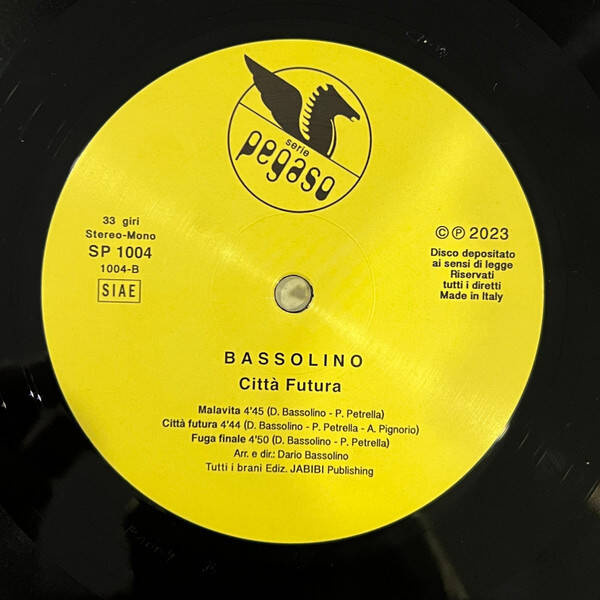 serie
pegaso
33 giri
Stereo-Mono
SP 1004
1004-B
SIAE
© ℗ 2023
Disco depositato
ai sensi di legge
Riservati
tutti i diretti
Made in Italy
BASSOLINO
Città Futura
Malavita 4'45 (D. Bassolino - P. Petrella)
Città futura 4'44 (D. Bassolino - P. Petrella - A. Pignorio)
Fuga finale 4'50 (D. Bassolino - P. Petrella)
Arr. e dir.: Dario Bassolino
Tutti i brani Ediz. JABIBI Publishing